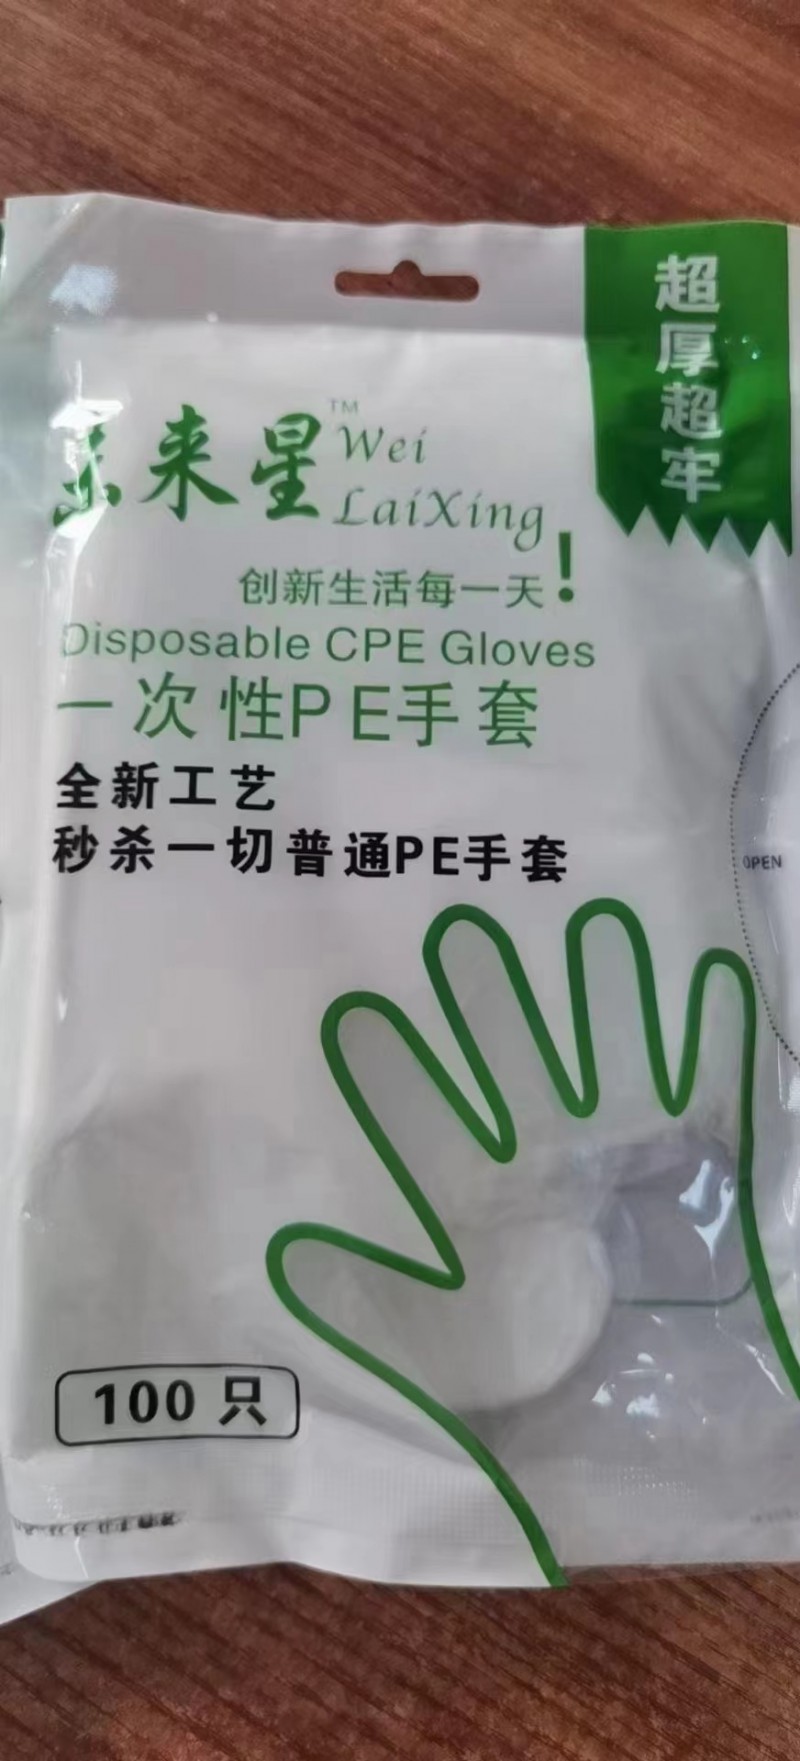 超厚超牢
未来星
TM
Wei
LaiXing
创新生活每一天!
Disposable CPE Gloves
一次性PE手套
全新工艺
秒杀一切普通PE手套
OPEN
100只